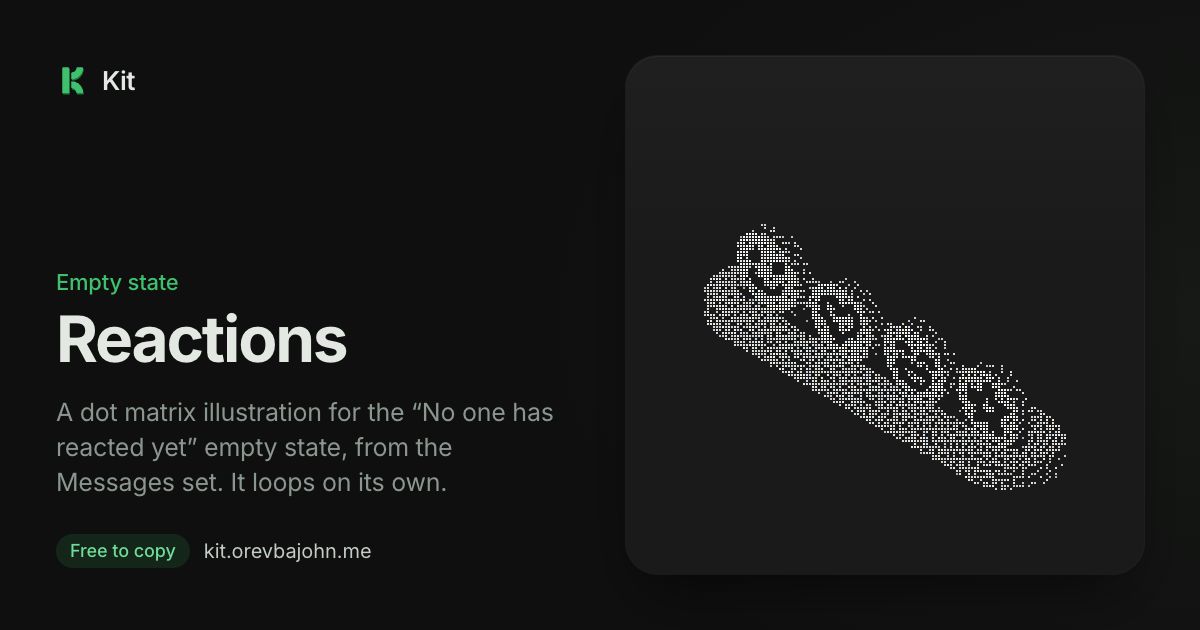 Kit
Empty state
Reactions
A dot matrix illustration for the “No one has
reacted yet” empty state, from the
Messages set. It loops on its own.
Free to copy
kit.orevbajohn.me